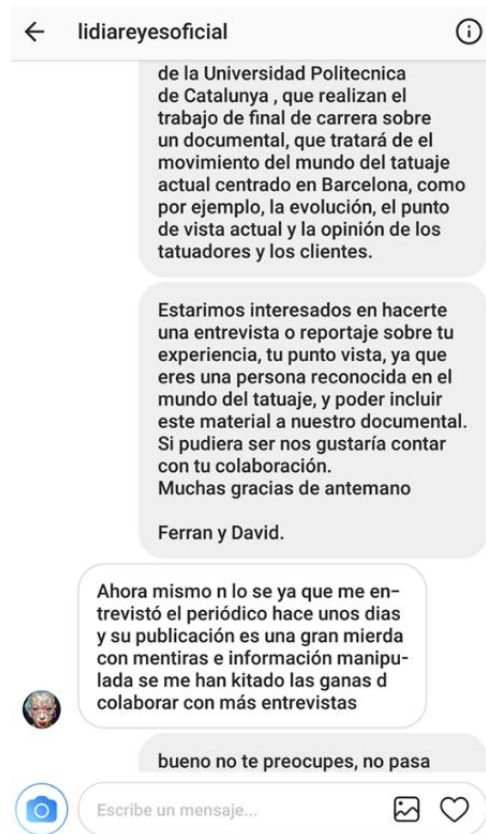 lidiareyesoficial
de la Universidad Politecnica
de Catalunya , que realizan el
trabajo de final de carrera sobre
un documental, que tratará de el
movimiento del mundo del tatuaje
actual centrado en Barcelona, como
por ejemplo, la evolución, el punto
de vista actual y la opinión de los
tatuadores y los clientes.
Estarimos interesados en hacerte
una entrevista o reportaje sobre tu
experiencia, tu punto vista, ya que
eres una persona reconocida en el
mundo del tatuaje, y poder incluir
este material a nuestro documental.
Si pudiera ser nos gustaría contar
con tu colaboración.
Muchas gracias de antemano
Ferran y David.
Ahora mismo n lo se ya que me en-
trevistó el periódico hace unos dias
y su publicación es una gran mierda
con mentiras e información manipu-
lada se me han kitado las ganas d
colaborar con más entrevistas
bueno no te preocupes, no pasa
Escribe un mensaje...